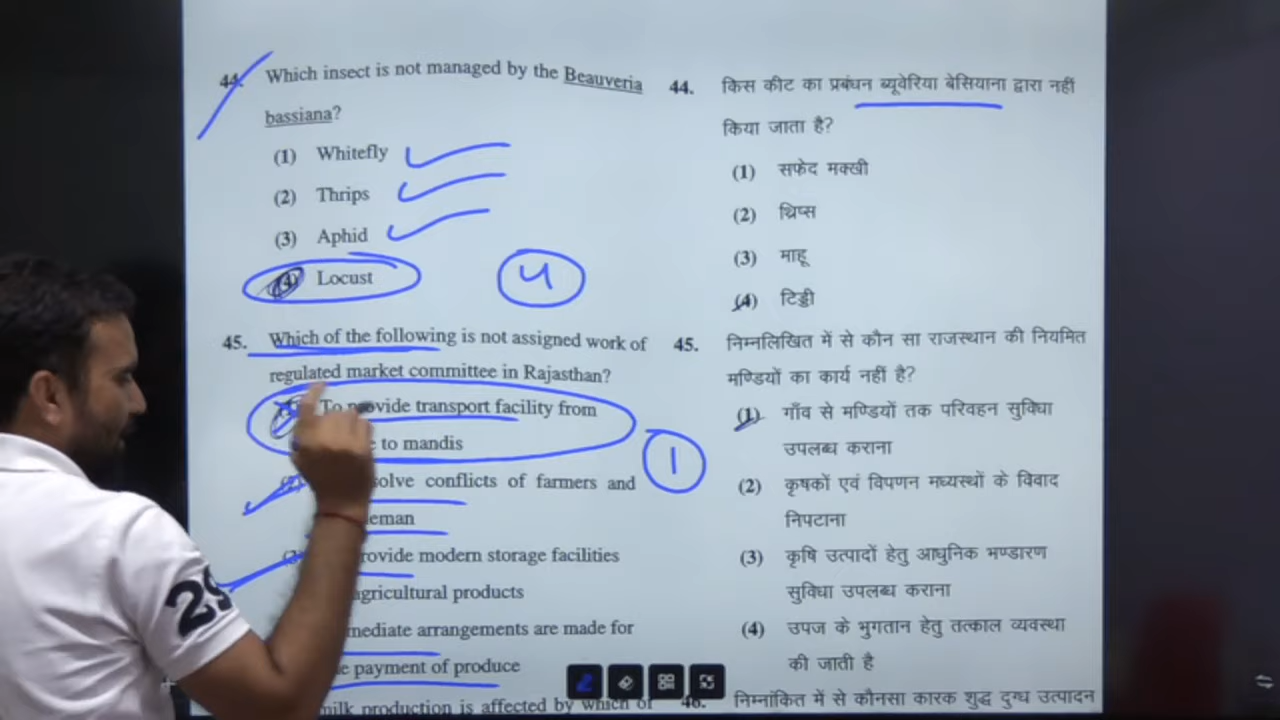 44. Which insect is not managed by the Beauveria
bassiana?
(1) Whitefly
(2) Thrips
(3) Aphid
(4) Locust
4
45. Which of the following is not assigned work of
regulated market committee in Rajasthan?
To provide transport facility from
to mandis
conflicts of farmers and
modern storage facilities
agricultural products
arrangements are made for
payment of produce
milk production is affected by which of
1
29
44. किस कीट का प्रबंधन ब्यूवेरिया बेसियाना द्वारा नहीं
किया जाता है?
(1) सफेद मक्खी
(2) थ्रिप्स
(3) माहू
(4) टिड्डी
45. निम्नलिखित में से कौन सा राजस्थान की नियमित
मण्डियों का कार्य नहीं है?
(1) गाँव से मण्डियों तक परिवहन सुविधा
उपलब्ध कराना
(2) कृषकों एवं विपणन मध्यस्थों के विवाद
निपटाना
(3) कृषि उत्पादों हेतु आधुनिक भण्डारण
सुविधा उपलब्ध कराना
(4) उपज के भुगतान हेतु तत्काल व्यवस्था
की जाती है
46. निम्नांकित में से कौनसा कारक शुद्ध दुग्ध उत्पादन